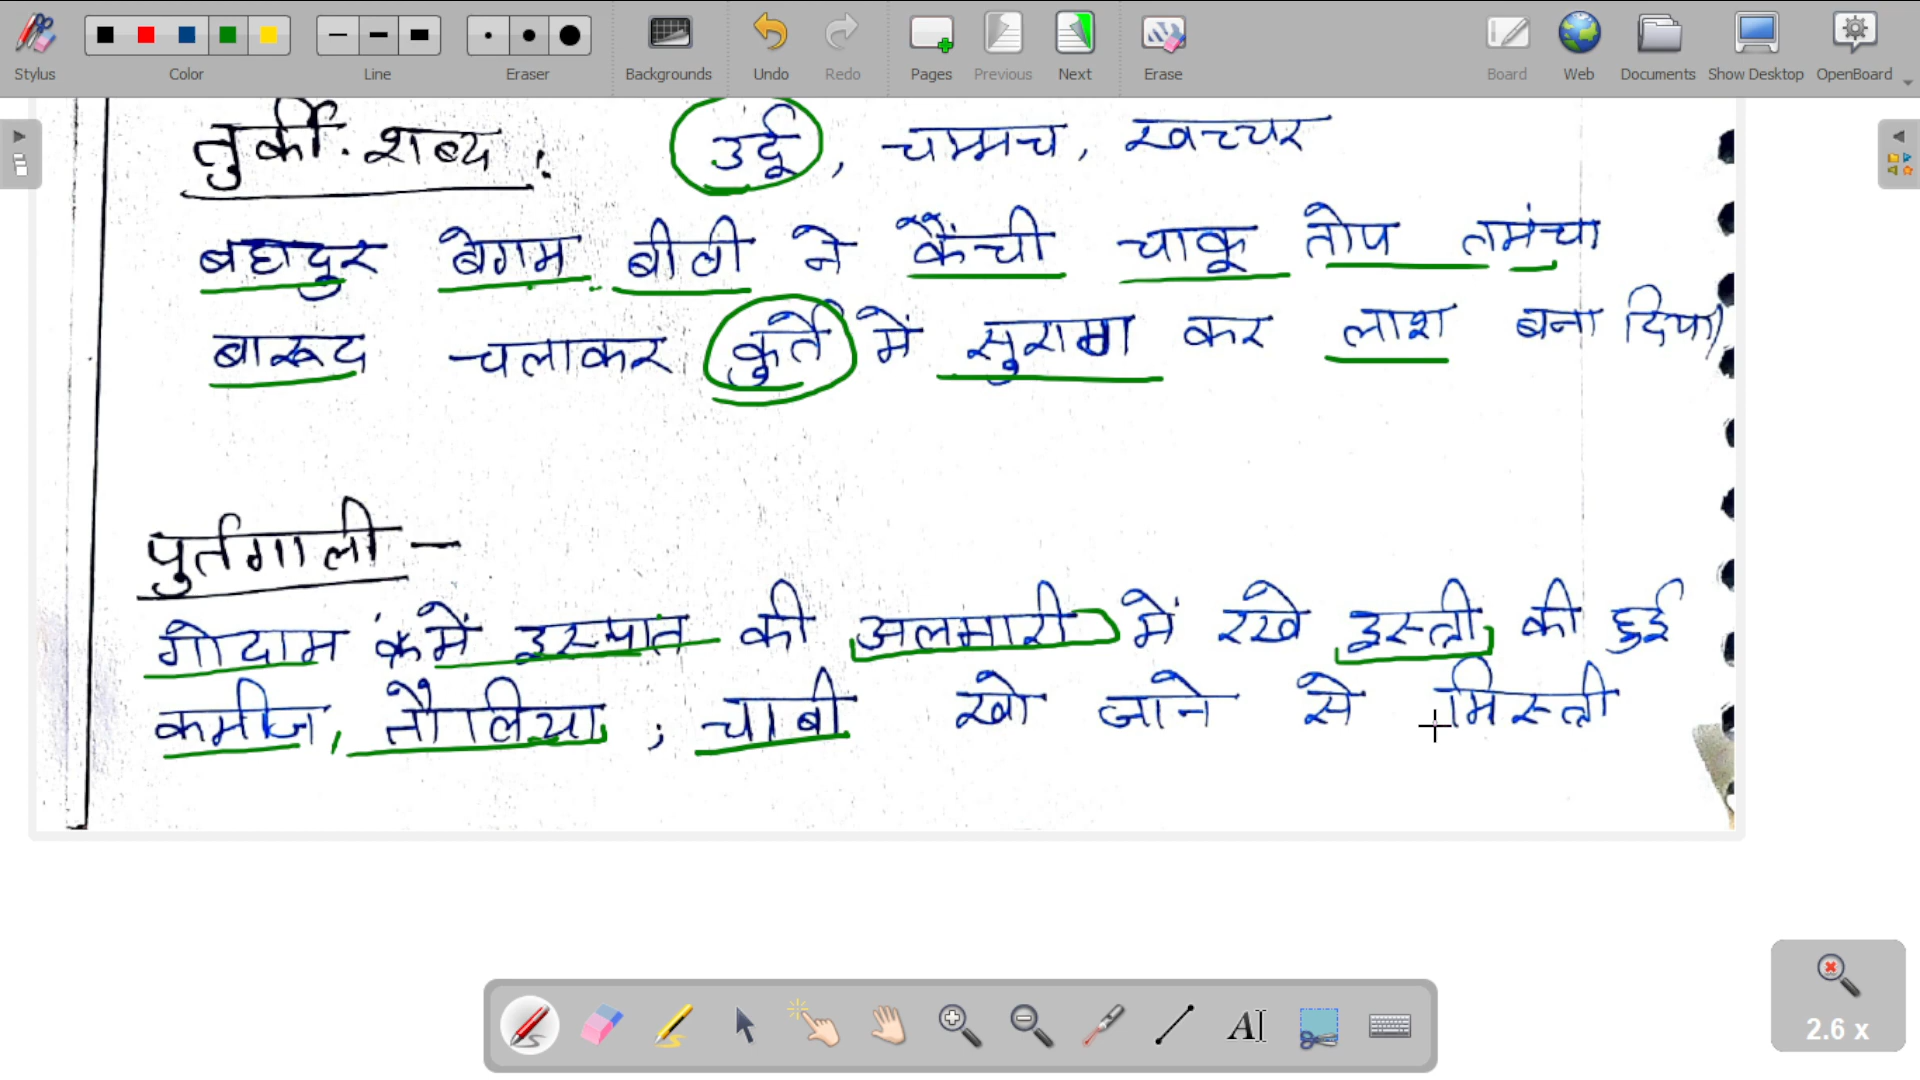 Stylus Color Line Eraser Backgrounds Undo Redo Pages Previous Next Erase Board Web Documents Show Desktop OpenBoard
तुर्की. शब्द : उर्दू, चम्मच, खच्चर
बहादुर बेगम बीवी ने कैंची चाकू तोप तमंचा
बारूद चलाकर कुर्ते में सुराग कर लाश बना दिया।
पुर्तगाली –
गोदाम में इस्पात की अलमारी में रखे इस्त्री की हुई
कमीज, तौलिया, चाबी खो जाने से मिस्त्री
2.6 x